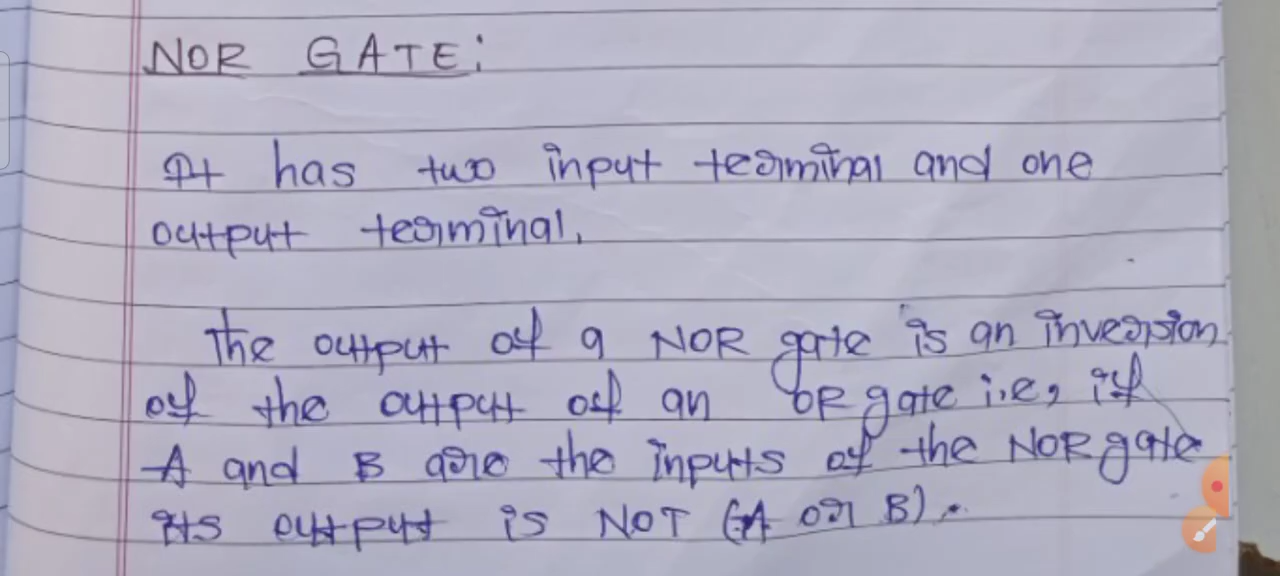 NOR GATE:
It has two input terminal and one
output terminal.
The output of a NOR gate is an inversion
of the output of an OR gate i.e, if
A and B are the inputs of the NOR gate
its output is NOT (A or B).